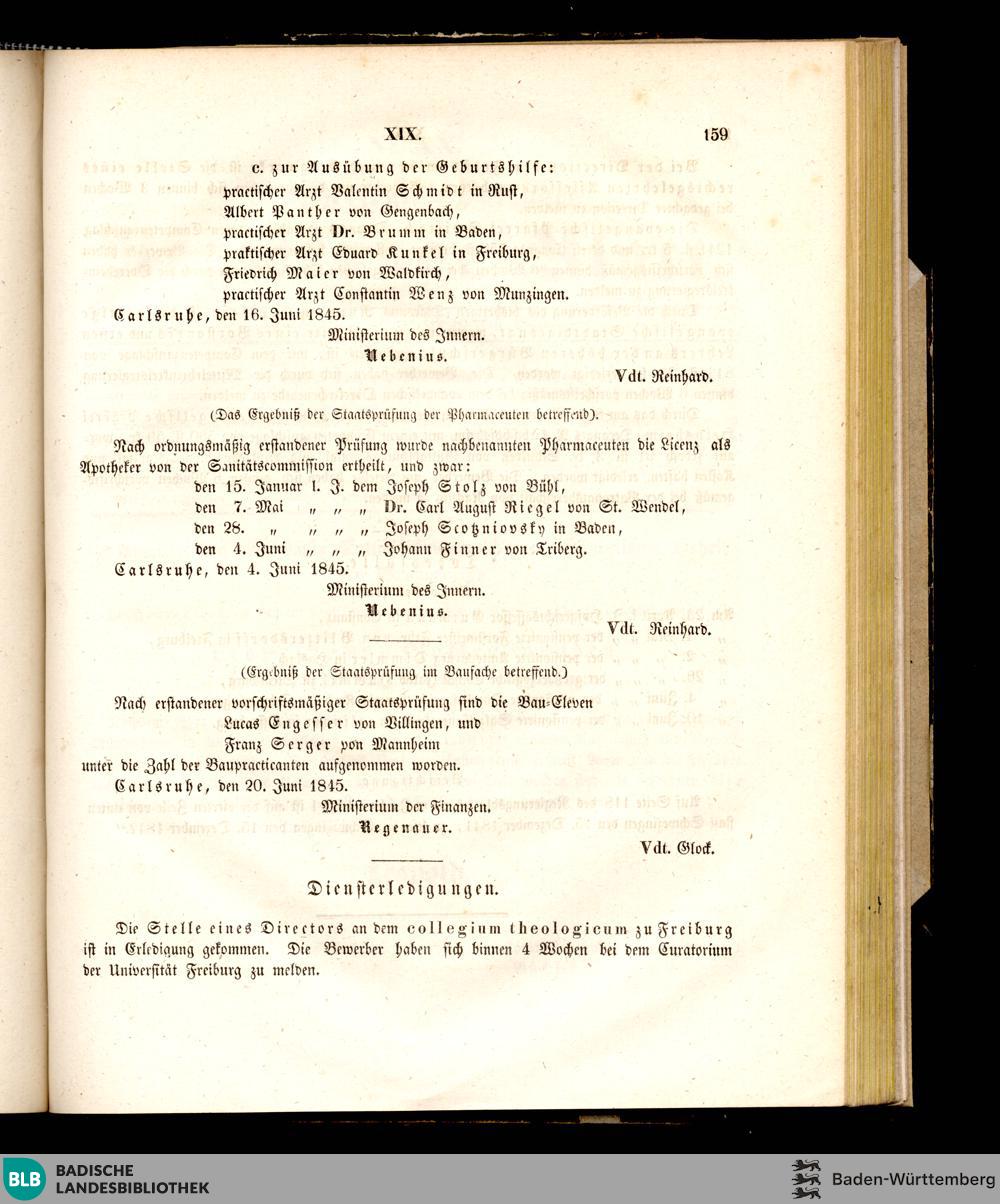 XIX. 159
c. zur Ausübung der Geburtshilfe:
practischer Arzt Valentin Schmidt in Rust,
Albert Panther von Gengenbach,
practischer Arzt Dr. Brumm in Baden,
praktischer Arzt Eduard Kunkel in Freiburg,
Friedrich Maier von Waldkirch,
practischer Arzt Constantin Wenz von Munzingen.
Carlsruhe, den 16. Juni 1845.
Ministerium des Innern.
Nebenius.
Vdt. Reinhard.
(Das Ergebniß der Staatsprüfung der Pharmaceuten betreffend).
Nach ordnungsmäßig erstandener Prüfung wurde nachbenannten Pharmaceuten die Licenz als
Apotheker von der Sanitätscommission ertheilt, und zwar:
den 15. Januar l. J. dem Joseph Stolz von Bühl,
den 7. Mai „ „ „ Dr. Carl August Riegel von St. Wendel,
den 28. „ „ „ „ Joseph Scotzniovsky in Baden,
den 4. Juni „ „ „ Johann Finner von Triberg.
Carlsruhe, den 4. Juni 1845.
Ministerium des Innern.
Nebenius.
Vdt. Reinhard.
(Ergebniß der Staatsprüfung im Baufache betreffend.)
Nach erstandener vorschriftsmäßiger Staatsprüfung sind die Bau-Eleven
Lucas Engesser von Villingen, und
Franz Serger von Mannheim
unter die Zahl der Baupracticanten aufgenommen worden.
Carlsruhe, den 20. Juni 1845.
Ministerium der Finanzen.
Regenauer.
Vdt. Glock.
Diensterledigungen.
Die Stelle eines Directors an dem collegium theologicum zu Freiburg
ist in Erledigung gekommen. Die Bewerber haben sich binnen 4 Wochen bei dem Curatorium
der Universität Freiburg zu melden.
BLB BADISCHE
LANDESBIBLIOTHEK
Baden-Württemberg